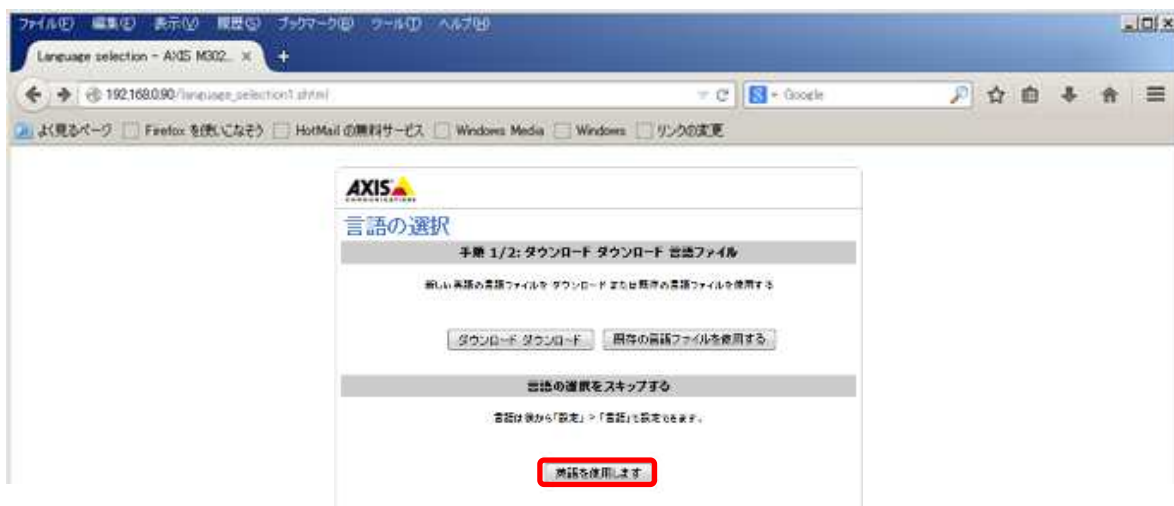 ファイル(F) 編集(E) 表示(V) 履歴(S) ブックマーク(B) ツール(T) ヘルプ(H)
Language selection - AXIS M302... × +
192.168.0.90/language_selection1.shtml Google
よく見るページ Firefox を使いこなそう HotMail の無料サービス Windows Media Windows リンクの変更
AXIS
COMMUNICATIONS
言語の選択
手順 1/2: ダウンロード ダウンロード 言語ファイル
新しい英語の言語ファイルを ダウンロード または既存の言語ファイルを使用する
ダウンロード ダウンロード 既存の言語ファイルを使用する
言語の選択をスキップする
言語は後から「設定」>「言語」で設定できます。
英語を使用します